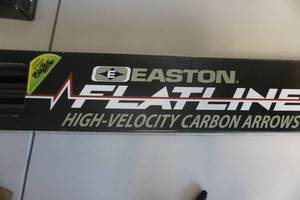 E EASTON.
FLATLINE
HIGH-VELOCITY CARBON ARROWS